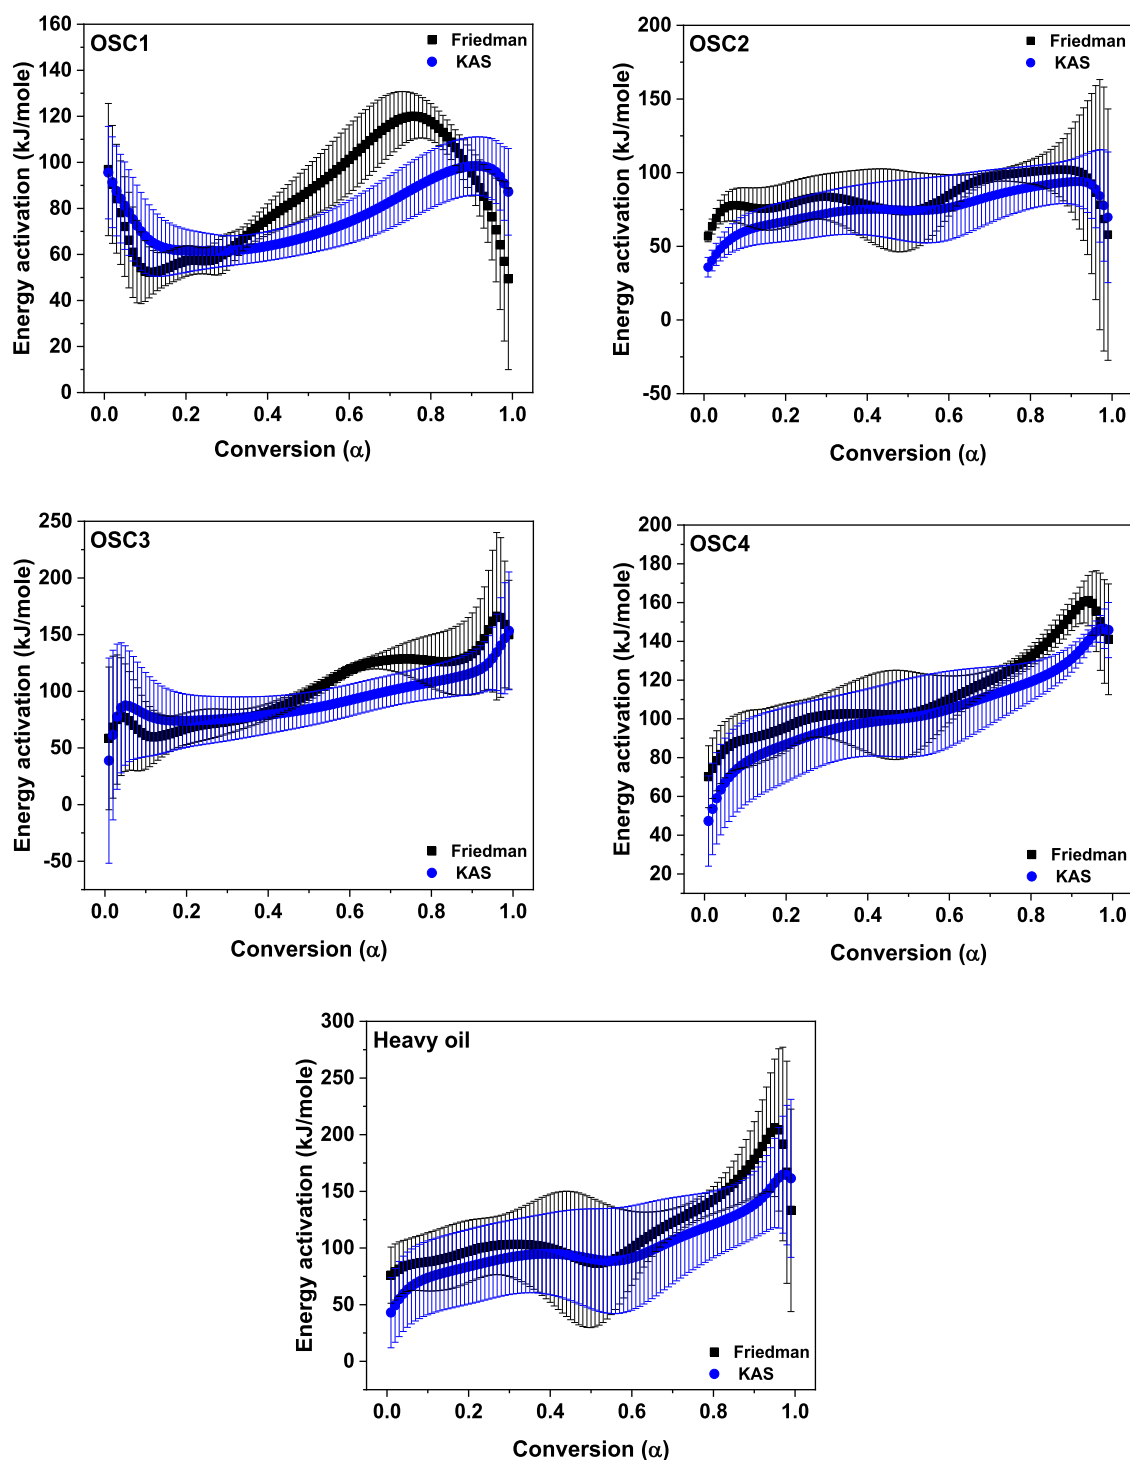 OSC1
Friedman
KAS
160
140
120
100
80
60
40
20
0
0.0 0.2 0.4 0.6 0.8 1.0
Energy activation (kJ/mole)
Conversion (α)
OSC2
Friedman
KAS
200
150
100
50
0
-50
0.0 0.2 0.4 0.6 0.8 1.0
Energy activation (kJ/mole)
Conversion (α)
OSC3
250
200
150
100
50
0
-50
Friedman
KAS
0.0 0.2 0.4 0.6 0.8 1.0
Energy activation (kJ/mole)
Conversion (α)
OSC4
200
180
160
140
120
100
80
60
40
20
Friedman
KAS
0.0 0.2 0.4 0.6 0.8 1.0
Energy activation (kJ/mole)
Conversion (α)
Heavy oil
300
250
200
150
100
50
0
Friedman
KAS
0.0 0.2 0.4 0.6 0.8 1.0
Energy activation (kJ/mole)
Conversion (α)